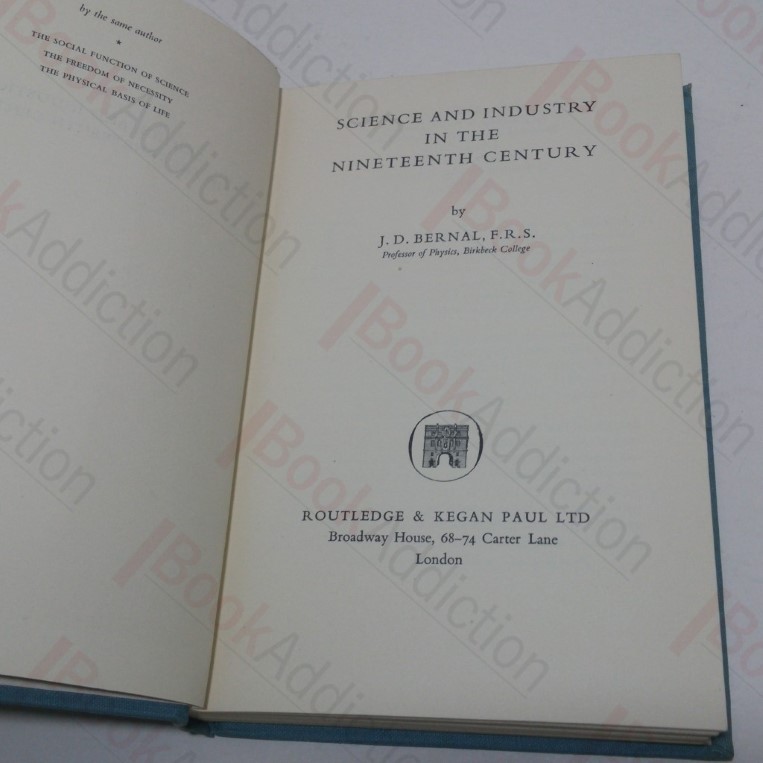 by the same author
*
THE SOCIAL FUNCTION OF SCIENCE
THE FREEDOM OF NECESSITY
THE PHYSICAL BASIS OF LIFE
SCIENCE AND INDUSTRY
IN THE
NINETEENTH CENTURY
by
J. D. BERNAL, F.R.S.
Professor of Physics, Birkbeck College
ROUTLEDGE & KEGAN PAUL LTD
Broadway House, 68–74 Carter Lane
London
BookAddiction